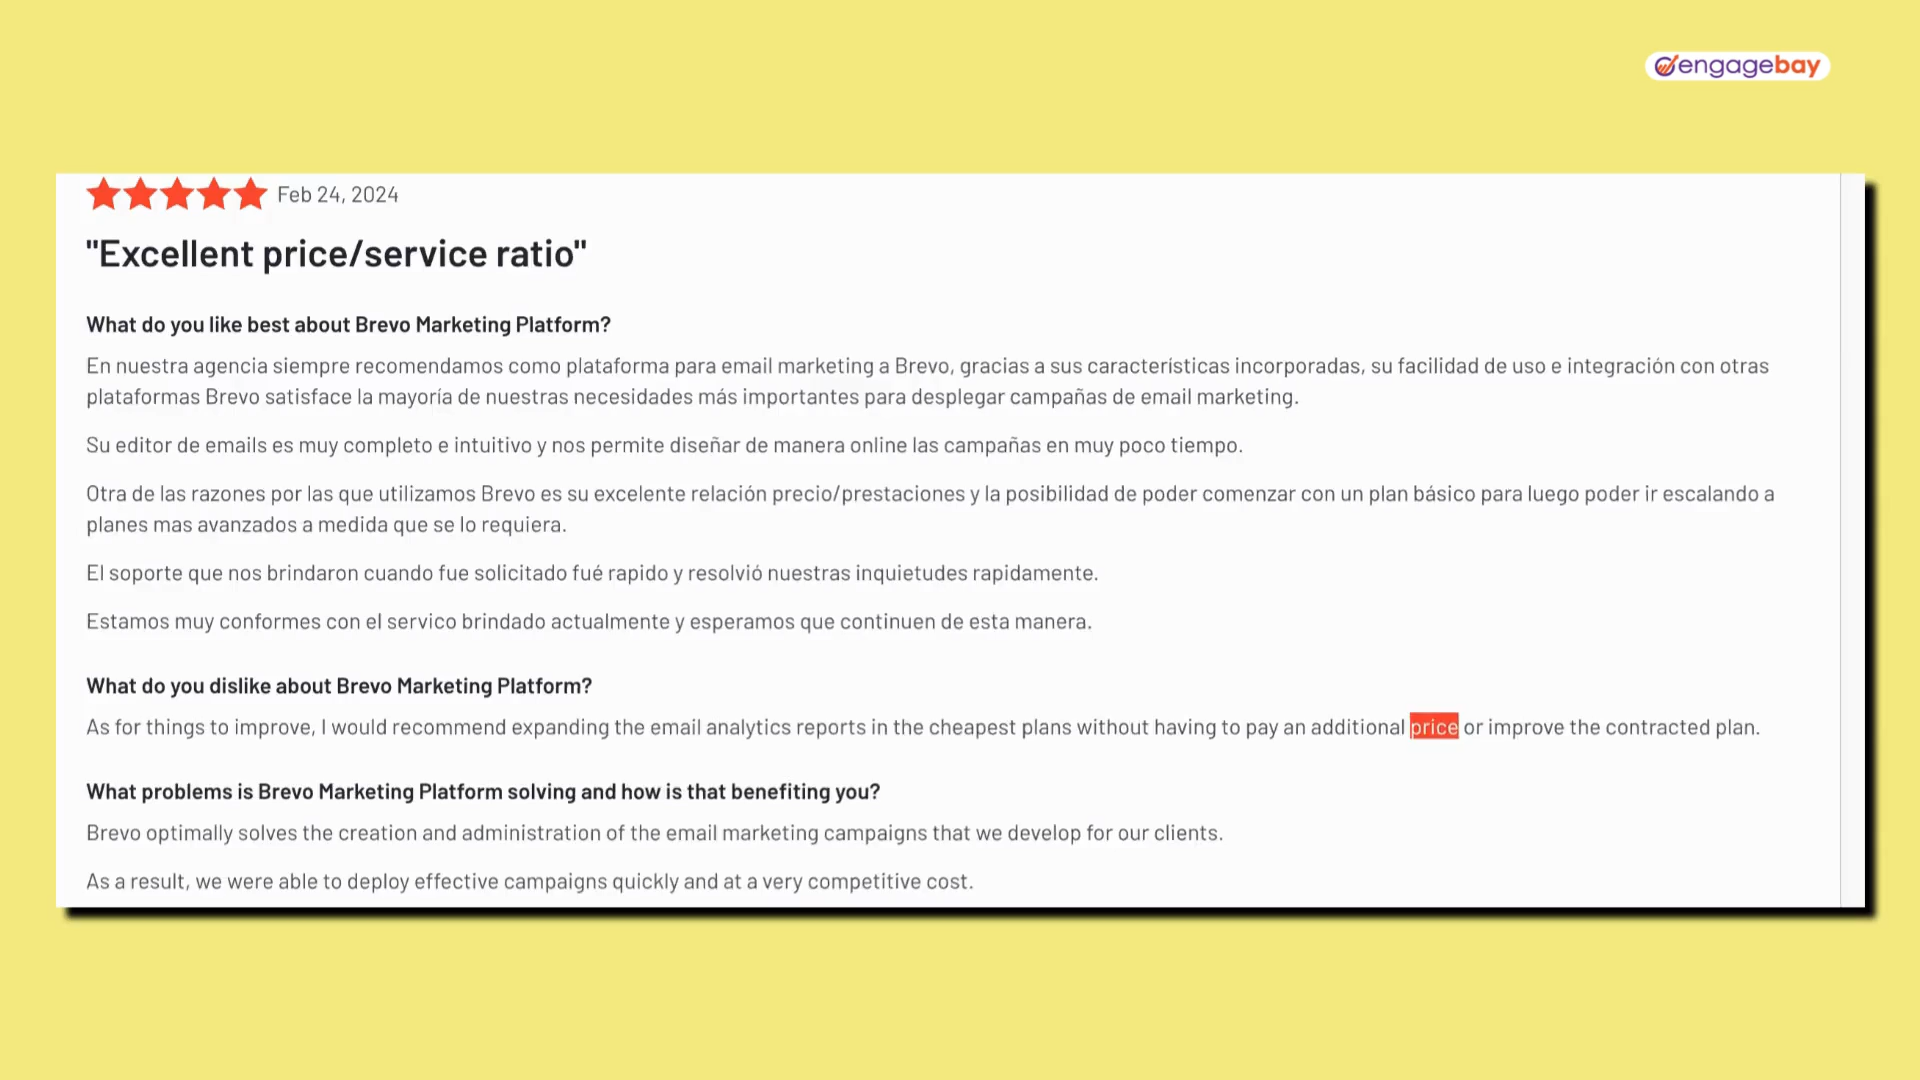 engagebay
Feb 24, 2024
"Excellent price/service ratio"
What do you like best about Brevo Marketing Platform?
En nuestra agencia siempre recomendamos como plataforma para email marketing a Brevo, gracias a sus características incorporadas, su facilidad de uso e integración con otras
plataformas Brevo satisface la mayoría de nuestras necesidades más importantes para desplegar campañas de email marketing.
Su editor de emails es muy completo e intuitivo y nos permite diseñar de manera online las campañas en muy poco tiempo.
Otra de las razones por las que utilizamos Brevo es su excelente relación precio/prestaciones y la posibilidad de poder comenzar con un plan básico para luego poder ir escalando a
planes mas avanzados a medida que se lo requiera.
El soporte que nos brindaron cuando fue solicitado fué rapido y resolvió nuestras inquietudes rapidamente.
Estamos muy conformes con el servico brindado actualmente y esperamos que continuen de esta manera.
What do you dislike about Brevo Marketing Platform?
As for things to improve, I would recommend expanding the email analytics reports in the cheapest plans without having to pay an additional price or improve the contracted plan.
What problems is Brevo Marketing Platform solving and how is that benefiting you?
Brevo optimally solves the creation and administration of the email marketing campaigns that we develop for our clients.
As a result, we were able to deploy effective campaigns quickly and at a very competitive cost.